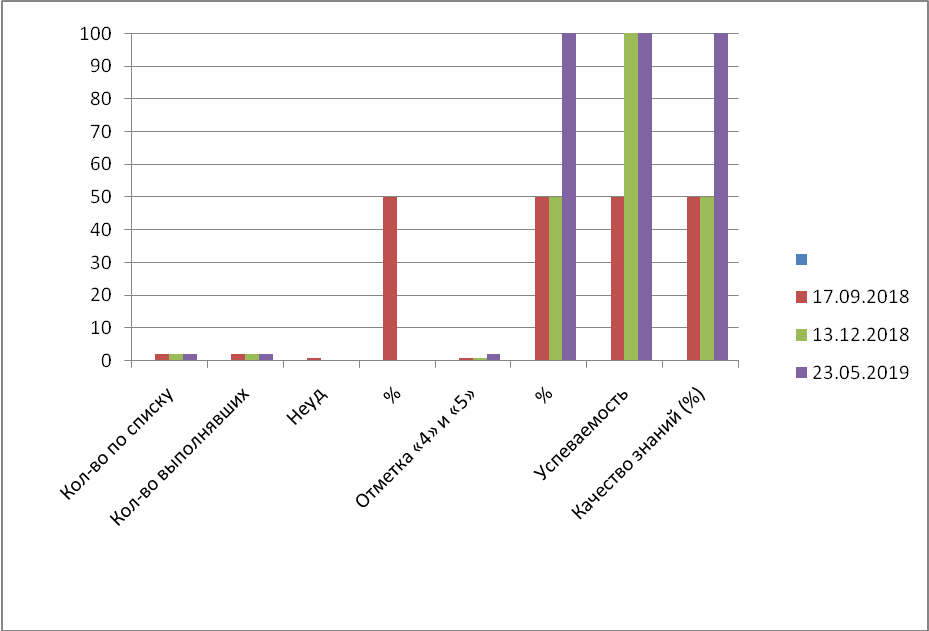 100
90
80
70
60
50
40
30
20
10
0
Кол-во по списку
Кол-во выполнявших
Неуд
%
Отметка «4» и «5»
%
Успеваемость
Качество знаний (%)
17.09.2018
13.12.2018
23.05.2019